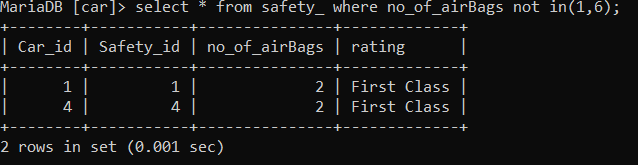 MariaDB [car]> select * from safety_ where no_of_airBags not in(1,6);
+--------+-----------+---------------+-------------+
| Car_id | Safety_id | no_of_airBags | rating      |
+--------+-----------+---------------+-------------+
|      1 |         1 |             2 | First Class |
|      4 |         4 |             2 | First Class |
+--------+-----------+---------------+-------------+
2 rows in set (0.001 sec)